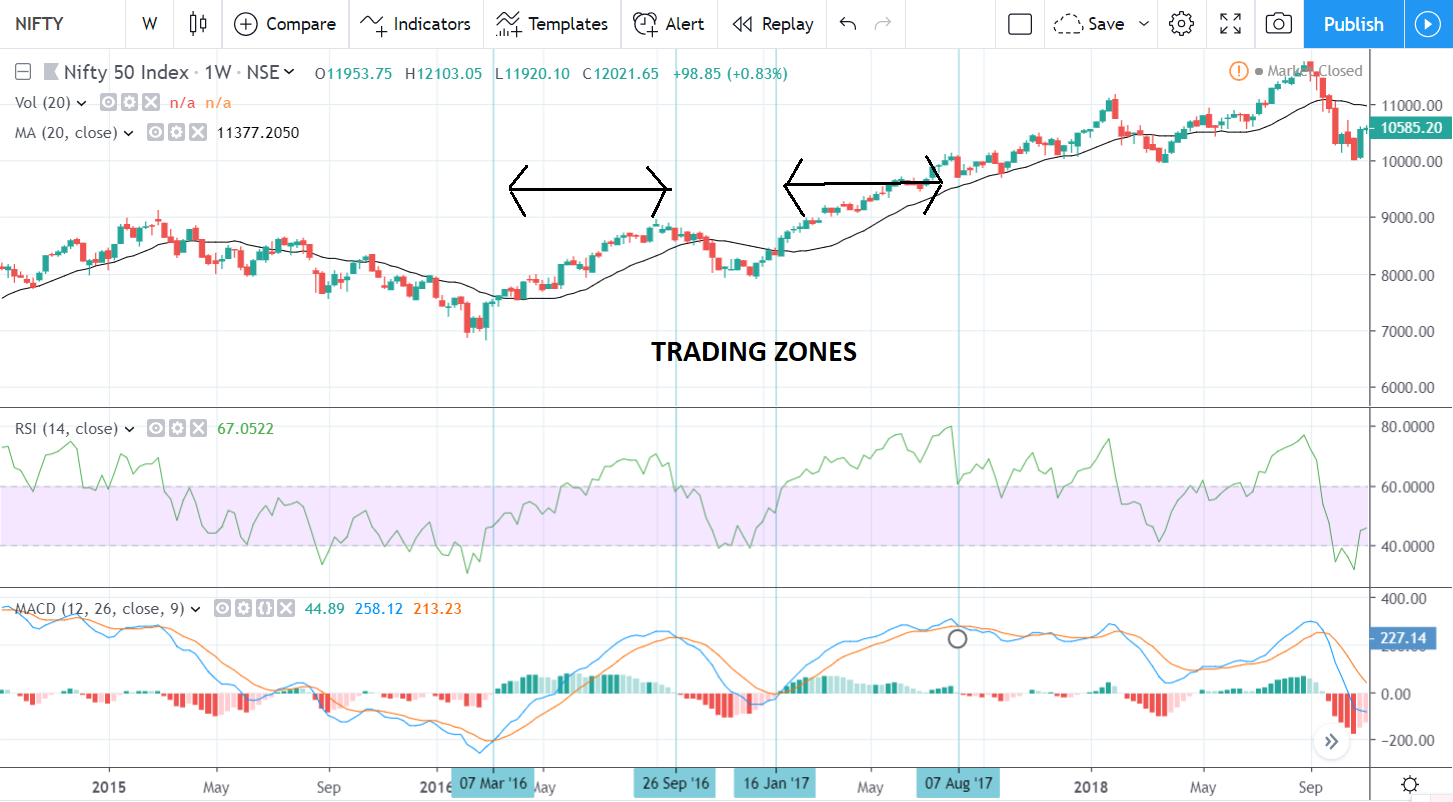 NIFTY W Compare Indicators Templates Alert Replay Save Publish
Nifty 50 Index · 1W · NSE O11953.75 H12103.05 L11920.10 C12021.65 +98.85 (+0.83%)
Market Closed
Vol (20) n/a n/a
MA (20, close) 11377.2050
11000.00
10585.20
10000.00
9000.00
8000.00
7000.00
6000.00
TRADING ZONES
RSI (14, close) 67.0522
80.0000
60.0000
40.0000
MACD (12, 26, close, 9) 44.89 258.12 213.23
400.00
227.14
0.00
−200.00
2015 May Sep 2016 07 Mar '16 May 26 Sep '16 16 Jan '17 May 07 Aug '17 2018 May Sep